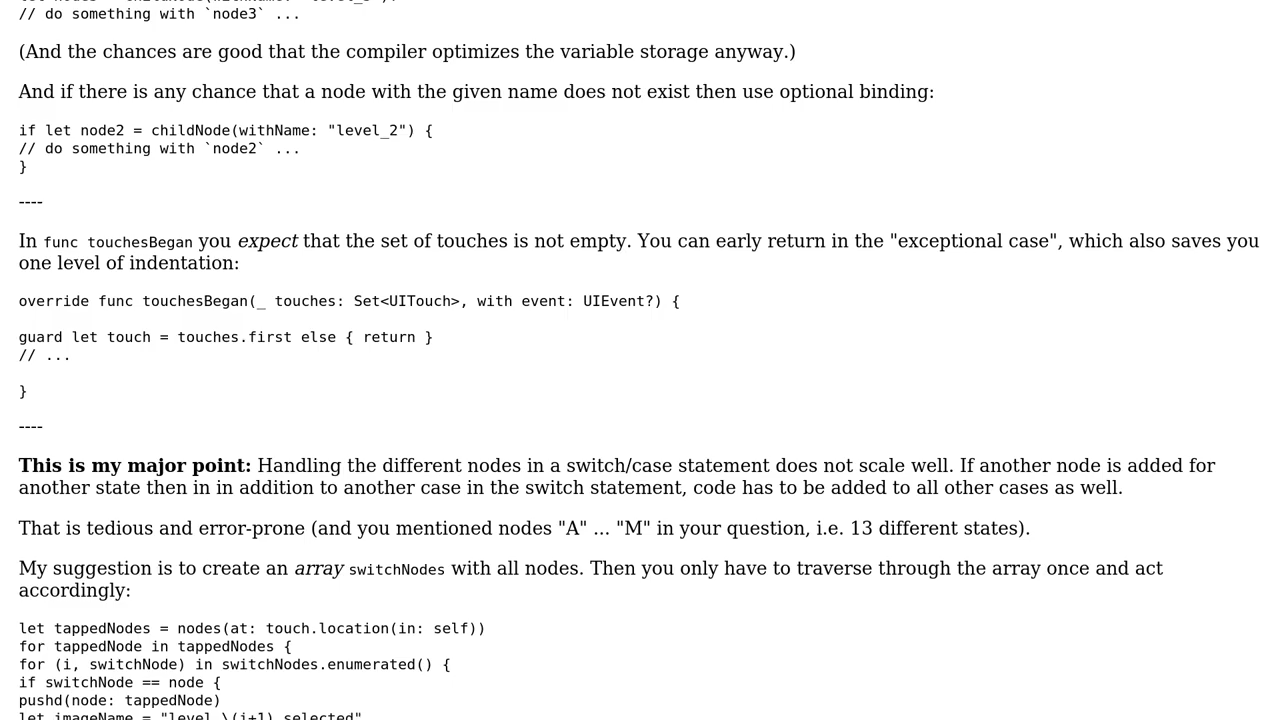 // do something with `node3` ...
(And the chances are good that the compiler optimizes the variable storage anyway.)
And if there is any chance that a node with the given name does not exist then use optional binding:
if let node2 = childNode(withName: "level_2") {
// do something with `node2` ...
}
----
In func touchesBegan you expect that the set of touches is not empty. You can early return in the "exceptional case", which also saves you
one level of indentation:
override func touchesBegan(_ touches: Set<UITouch>, with event: UIEvent?) {
guard let touch = touches.first else { return }
// ...
}
----
This is my major point: Handling the different nodes in a switch/case statement does not scale well. If another node is added for
another state then in in addition to another case in the switch statement, code has to be added to all other cases as well.
That is tedious and error-prone (and you mentioned nodes "A" ... "M" in your question, i.e. 13 different states).
My suggestion is to create an array switchNodes with all nodes. Then you only have to traverse through the array once and act
accordingly:
let tappedNodes = nodes(at: touch.location(in: self))
for tappedNode in tappedNodes {
for (i, switchNode) in switchNodes.enumerated() {
if switchNode == node {
pushd(node: tappedNode)
let imageName = "level_\(i+1)_selected"